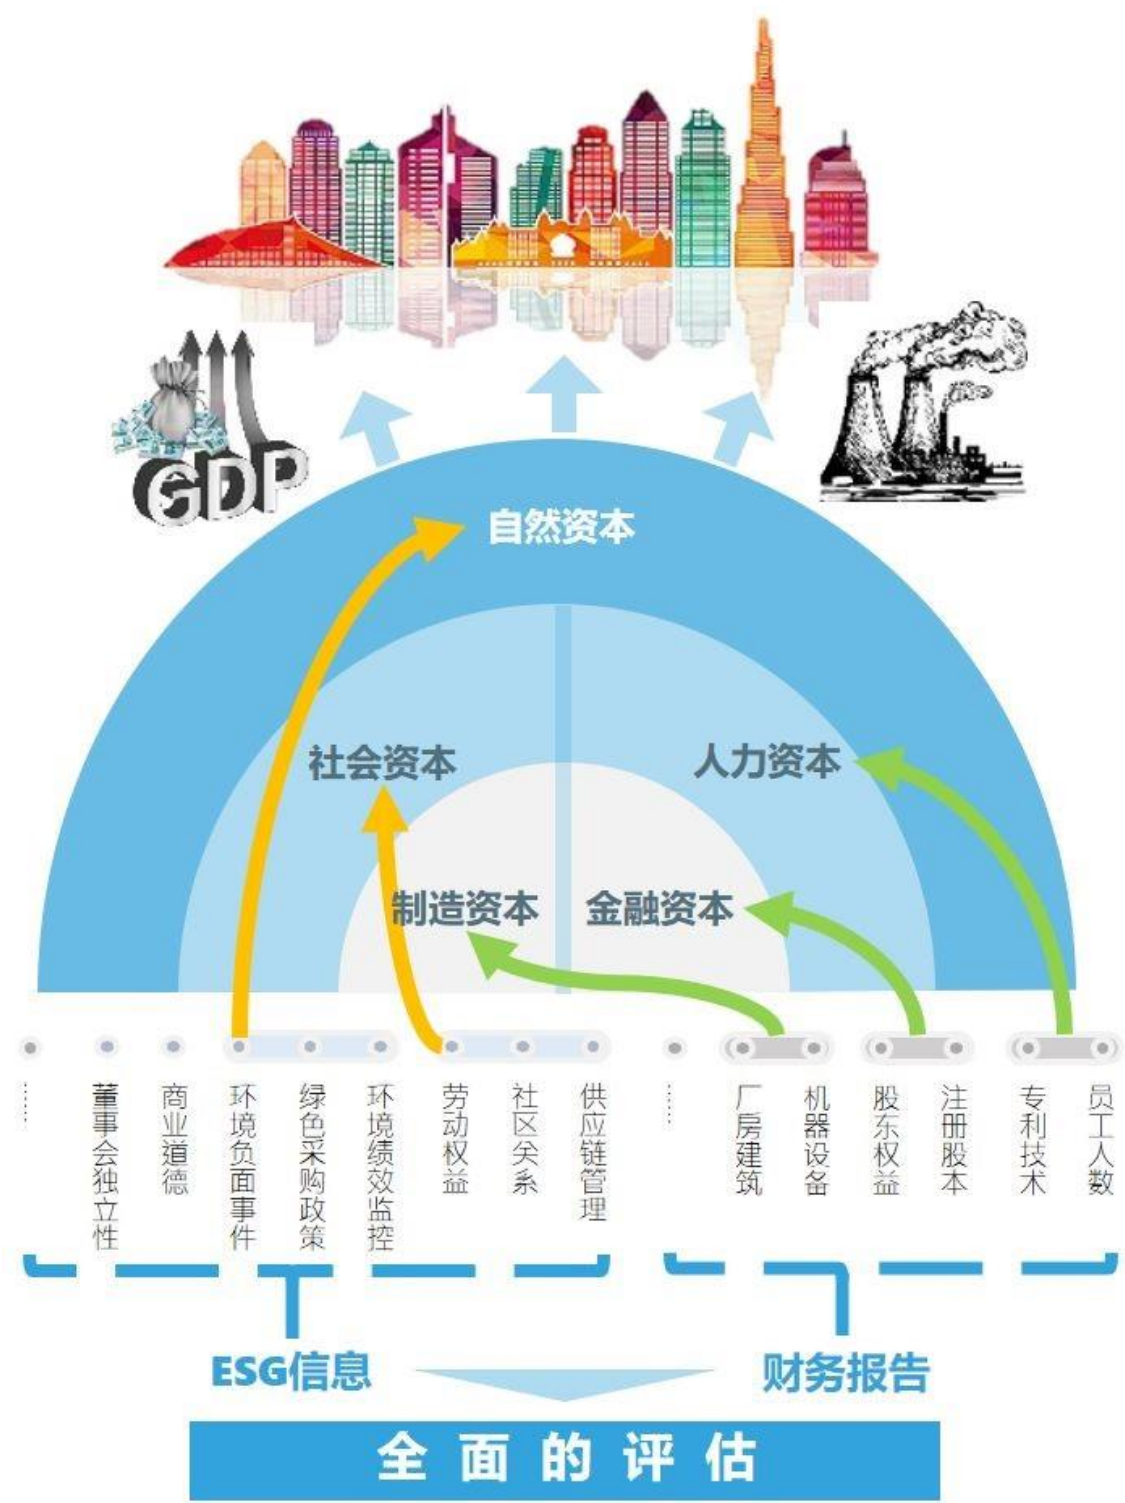 GDP
自然资本
社会资本
人力资本
制造资本
金融资本
......
董事会独立性
商业道德
环境负面事件
绿色采购政策
环境绩效监控
劳动权益
社区关系
供应链管理
......
厂房建筑
机器设备
股东权益
注册股本
专利技术
员工人数
ESG信息
财务报告
全面的评估